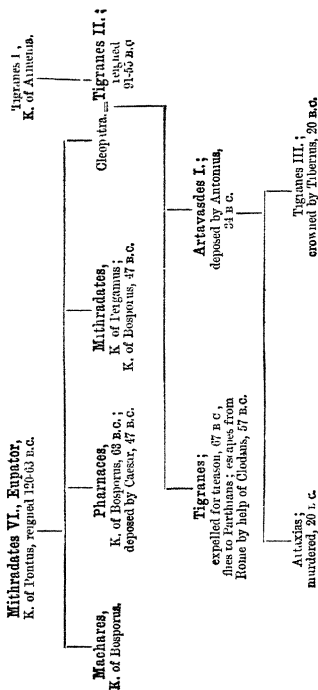 Mithradates VI., Eupator,
K. of Pontus, reigned 120-63 B.C.
Tigranes I,
K. of Armenia.
Machares,
K. of Bosporus.
Pharnaces,
K. of Bosporus, 63 B.C.;
deposed by Caesar, 47 B.C.
Mithradates,
K of Pergamus;
K. of Bosporus, 47 B.C.
Cleopatra.=Tigranes II.;
reigned
91-55 B.C
Tigranes;
expelled for treason, 67 B C,
flies to Parthians; escapes from
Rome by help of Clodius, 57 B.C.
Artavasdes I.;
deposed by Antonius,
34 B C.
Artaxias;
murdered, 20 B. C.
Tigranes III.;
crowned by Tiberius, 20 B.C.